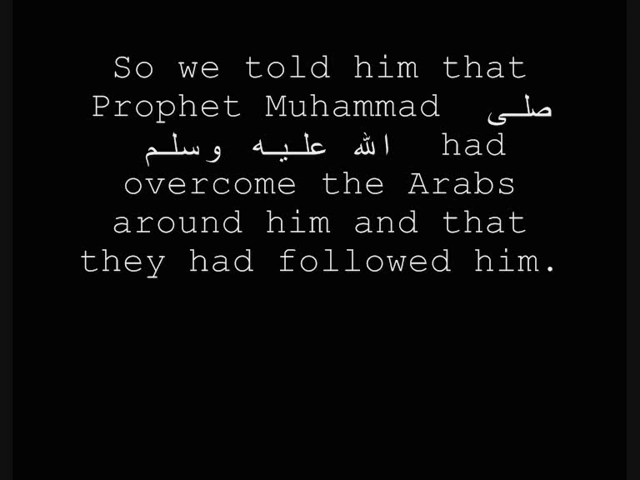 So we told him that
Prophet Muhammad صلى
الله عليه وسلم had
overcome the Arabs
around him and that
they had followed him.